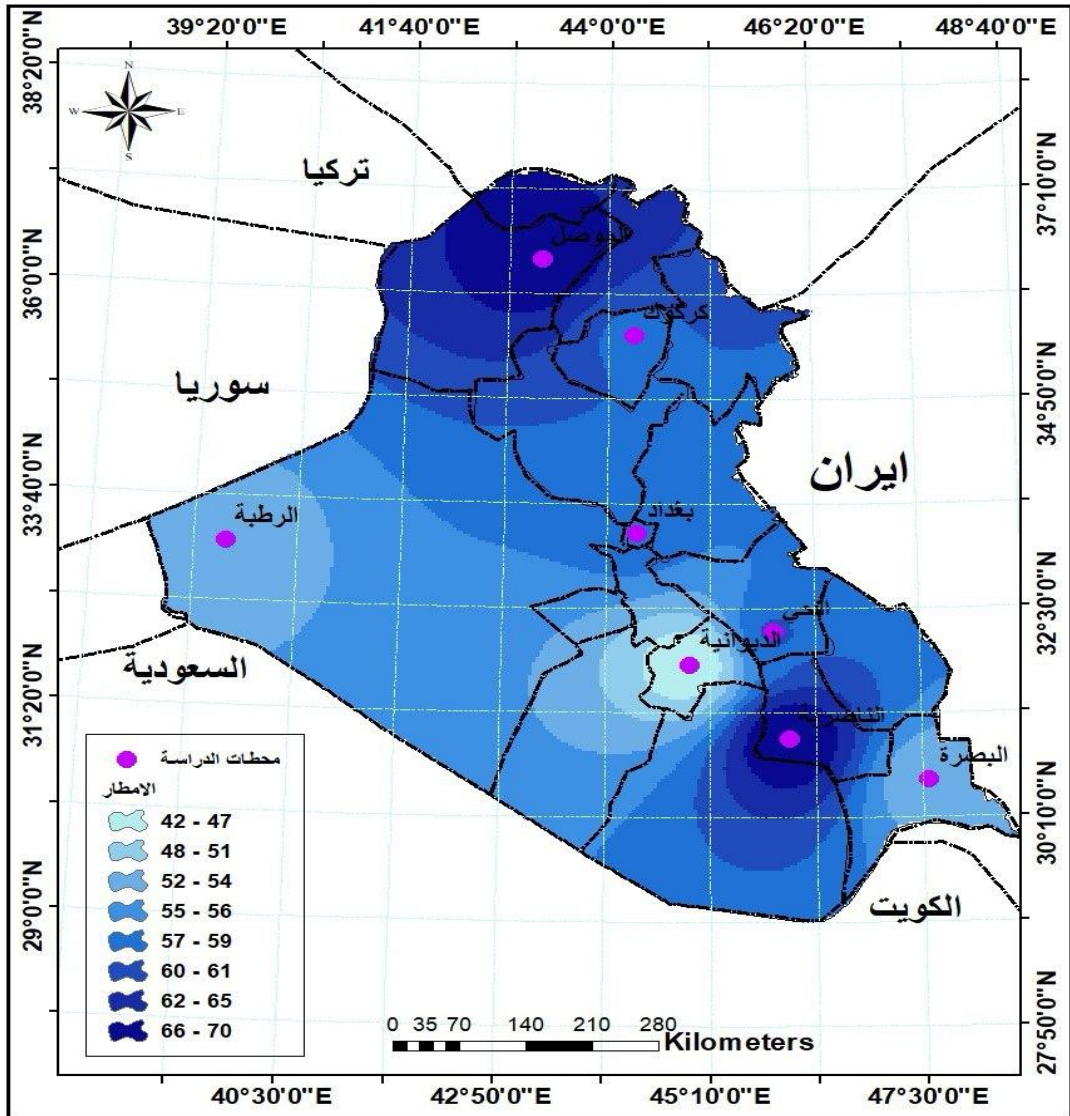 39°20'0"E 41°40'0"E 44°0'0"E 46°20'0"E 48°40'0"E
38°20'0"N
37°10'0"N
36°0'0"N
34°50'0"N
33°40'0"N
32°30'0"N
31°20'0"N
30°10'0"N
29°0'0"N
27°50'0"N
N
W E
S
تركيا
الموصل
كركوك
سوريا
ايران
بغداد
الرطبة
الحي
الديوانية
السعودية
الناصرية
البصرة
الكويت
محطات الدراسة
الامطار
42 - 47
48 - 51
52 - 54
55 - 56
57 - 59
60 - 61
62 - 65
66 - 70
0 35 70 140 210 280
Kilometers
40°30'0"E 42°50'0"E 45°10'0"E 47°30'0"E